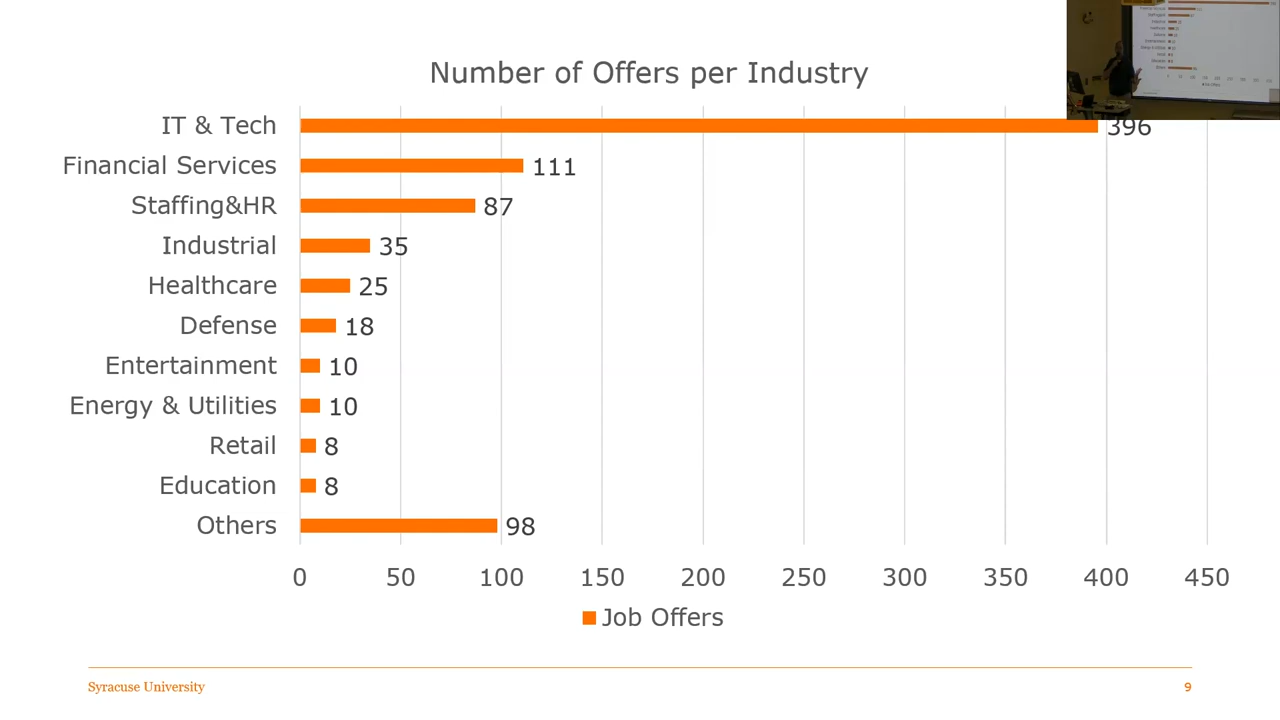 Number of Offers per Industry
IT & Tech 396
Financial Services 111
Staffing&HR 87
Industrial 35
Healthcare 25
Defense 18
Entertainment 10
Energy & Utilities 10
Retail 8
Education 8
Others 98
0 50 100 150 200 250 300 350 400 450
Job Offers
Syracuse University 9